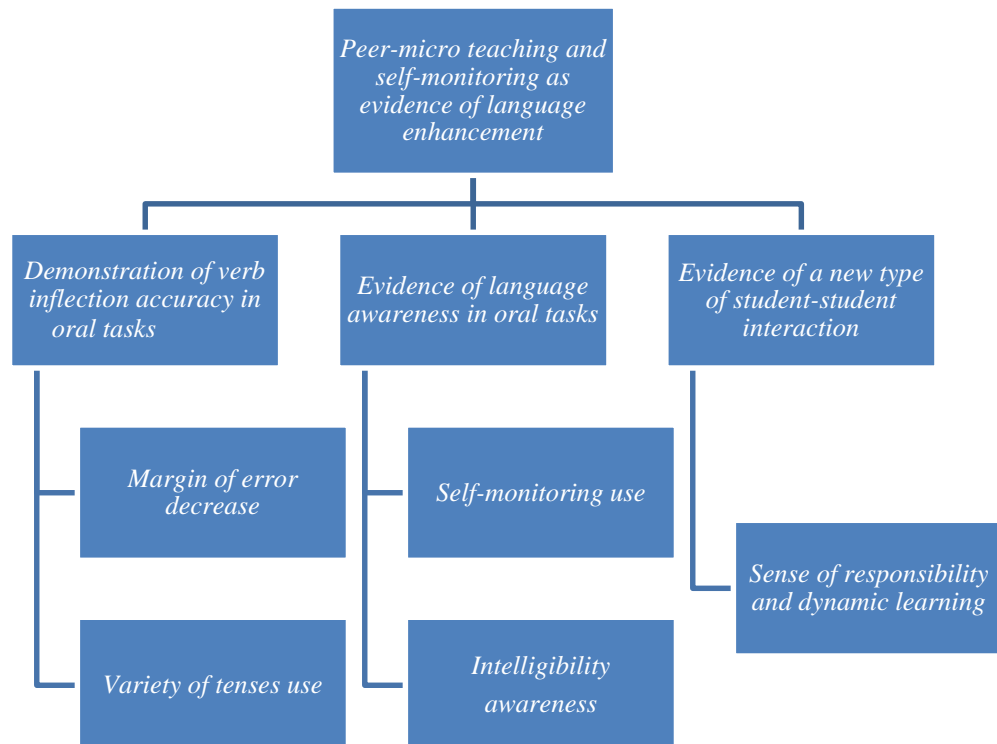 Peer-micro teaching and
self-monitoring as
evidence of language
enhancement
Demonstration of verb
inflection accuracy in
oral tasks
Evidence of language
awareness in oral tasks
Evidence of a new type
of student-student
interaction
Margin of error
decrease
Self-monitoring use
Sense of responsibility
and dynamic learning
Variety of tenses use
Intelligibility
awareness